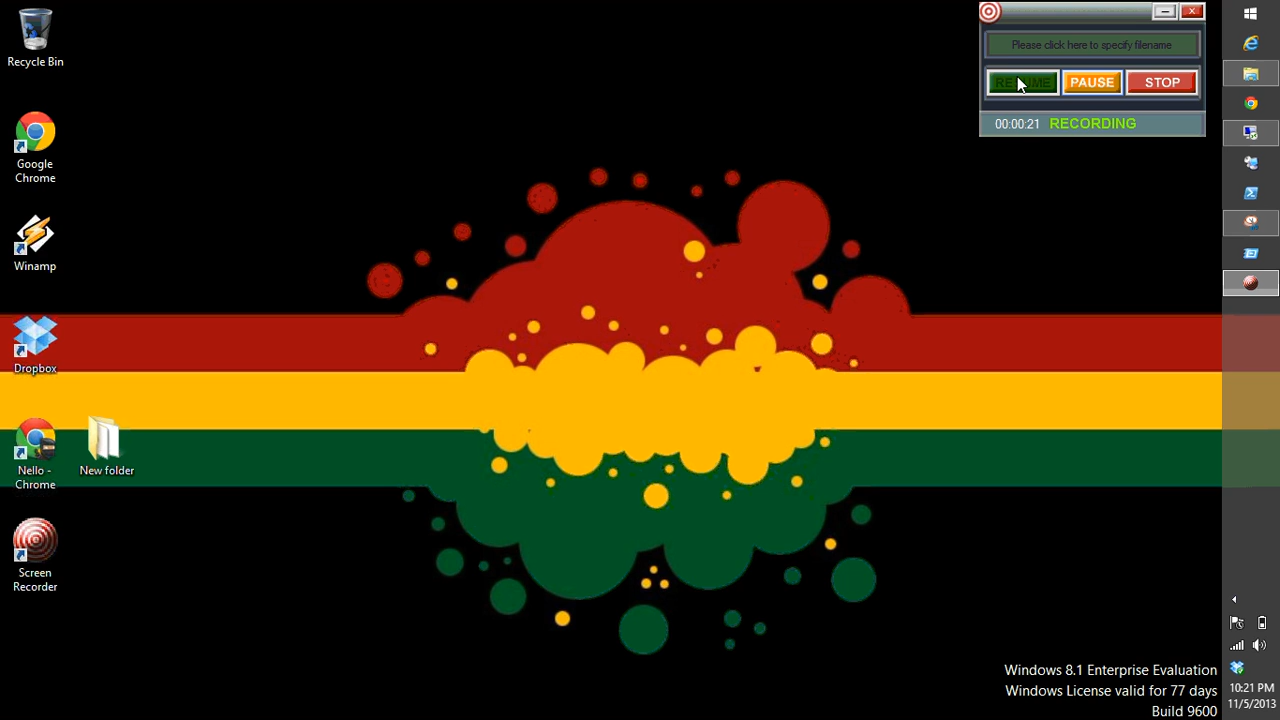 Recycle Bin
Google
Chrome
Winamp
Dropbox
Nello -
Chrome
New folder
Screen
Recorder
Please click here to specify filename
RESUME PAUSE STOP
00:00:21 RECORDING
Windows 8.1 Enterprise Evaluation
Windows License valid for 77 days
Build 9600
10:21 PM
11/5/2013